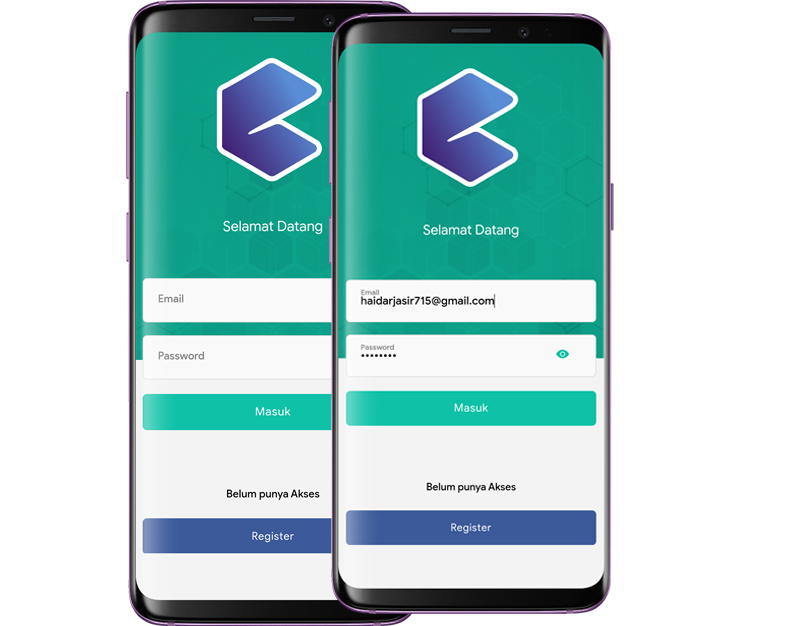 Selamat Datang
Email
Password
Masuk
Belum punya Akses
Register
Selamat Datang
Email
haidarjasir715@gmail.com
Password
••••••••
Masuk
Belum punya Akses
Register